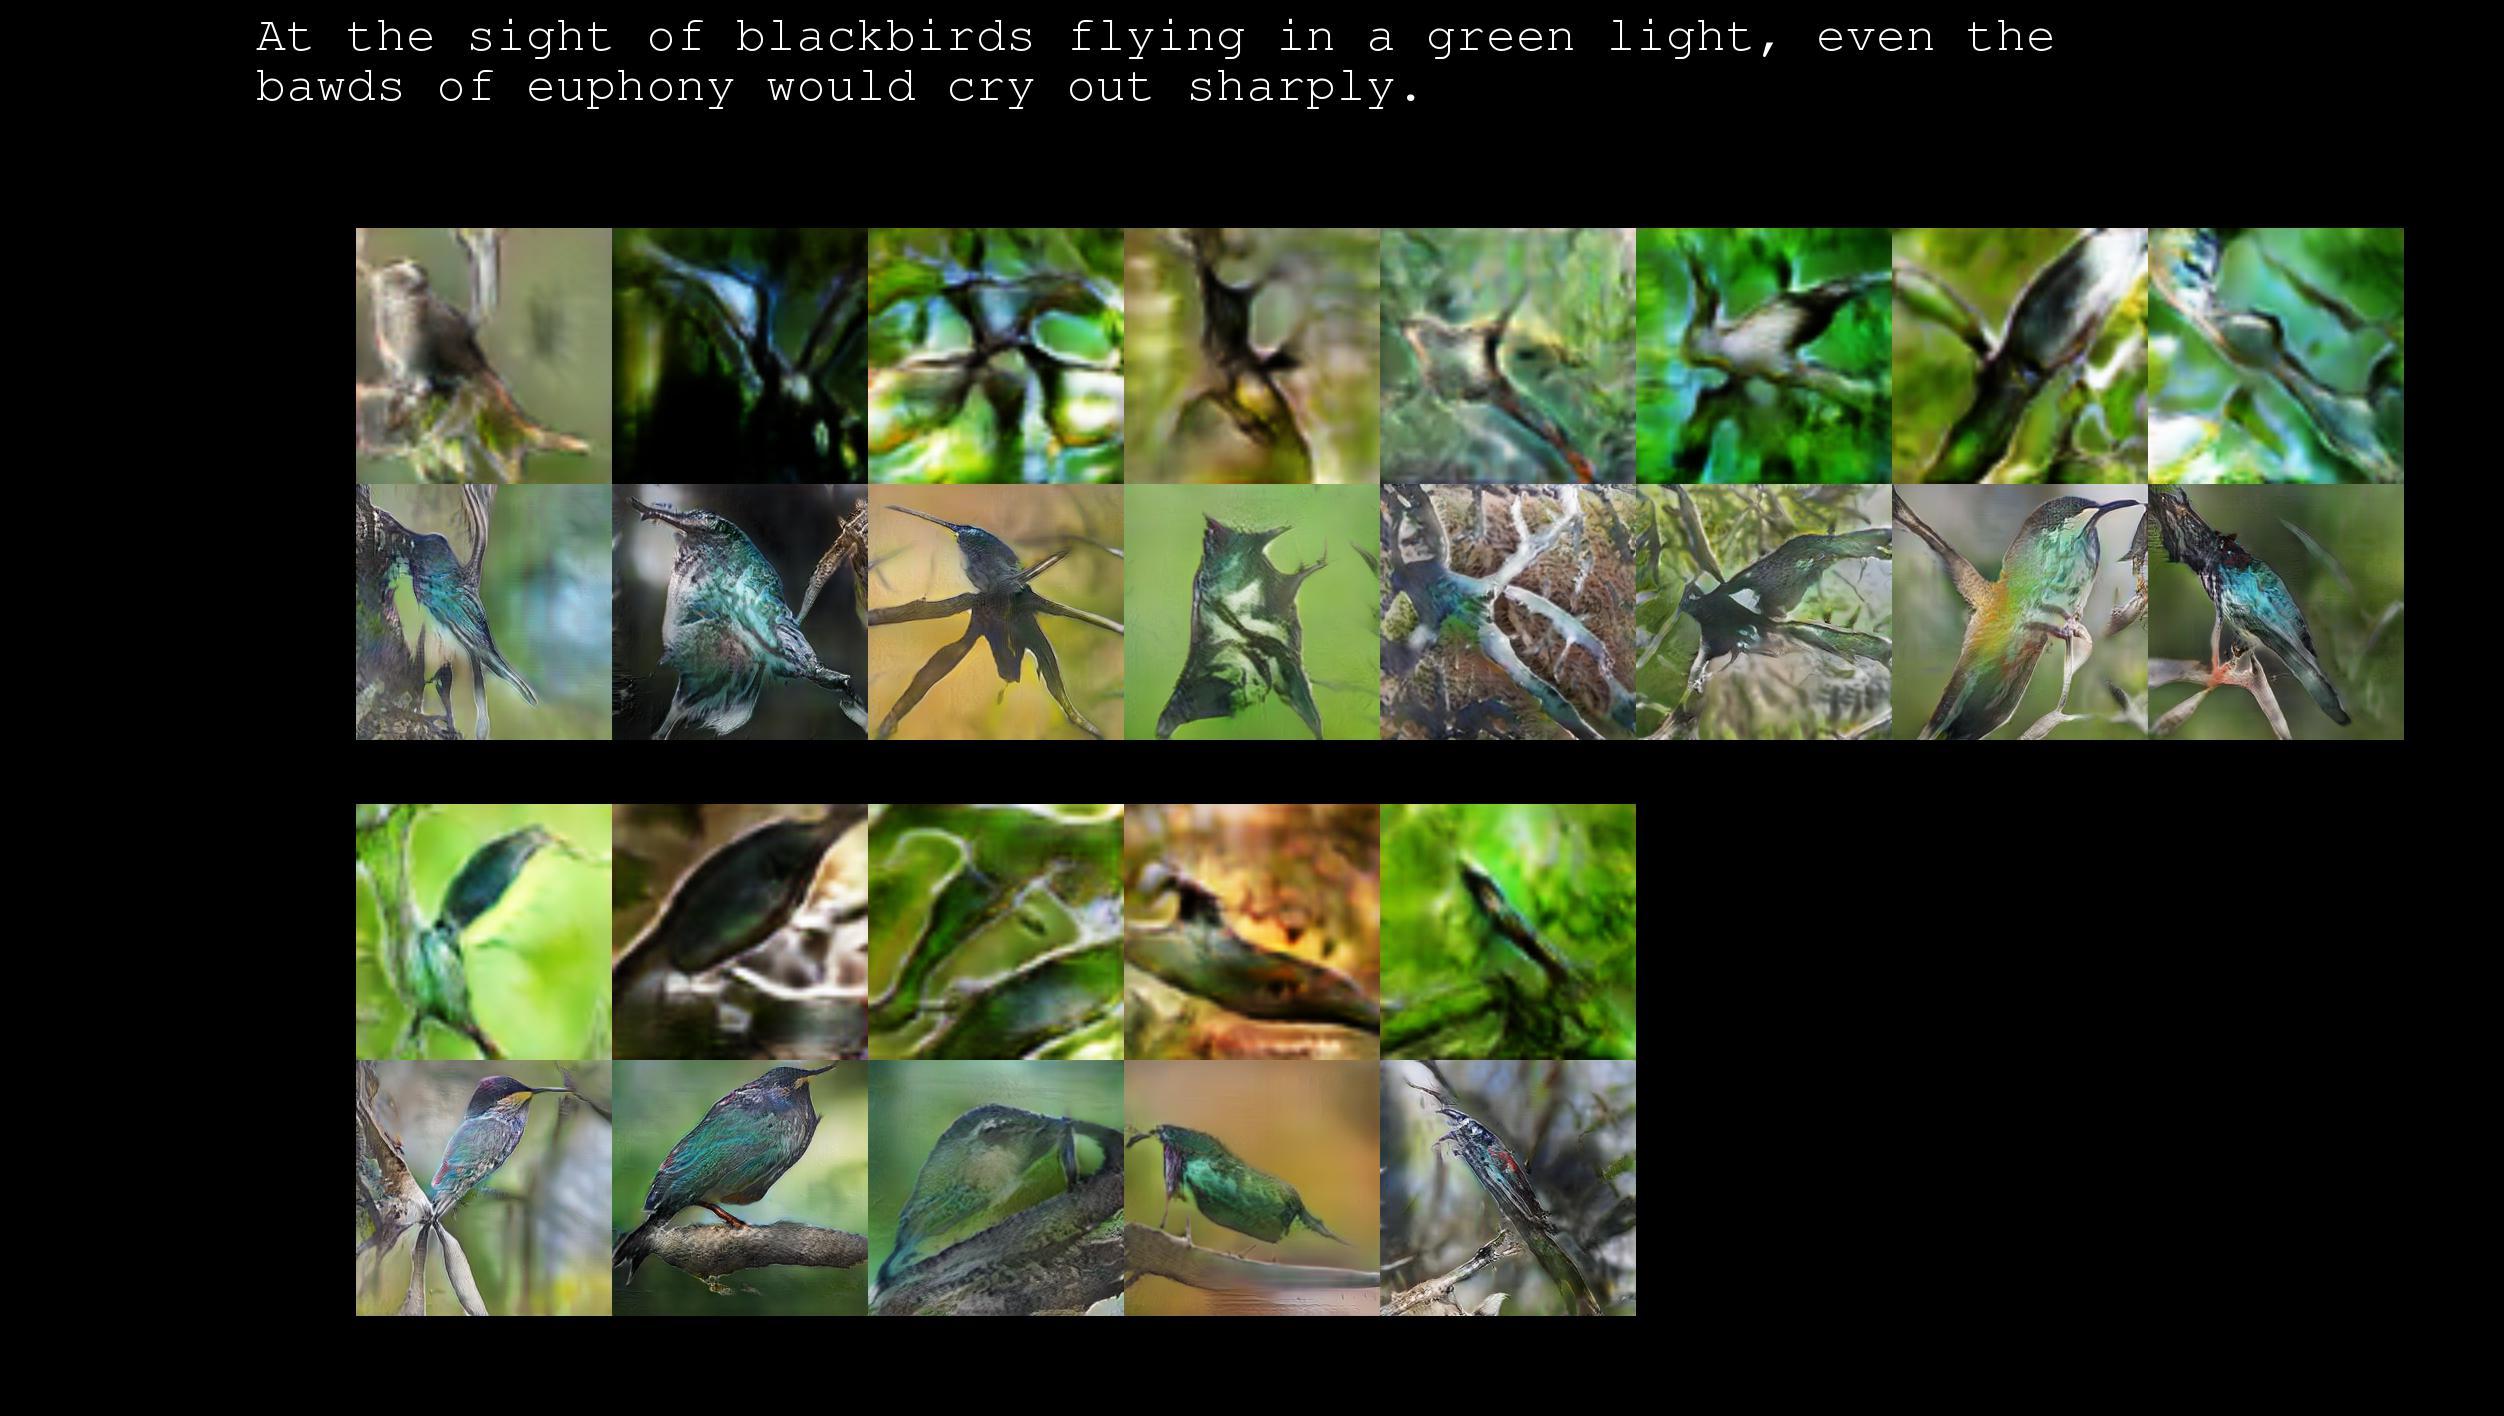 At the sight of blackbirds flying in a green light, even the
bawds of euphony would cry out sharply.